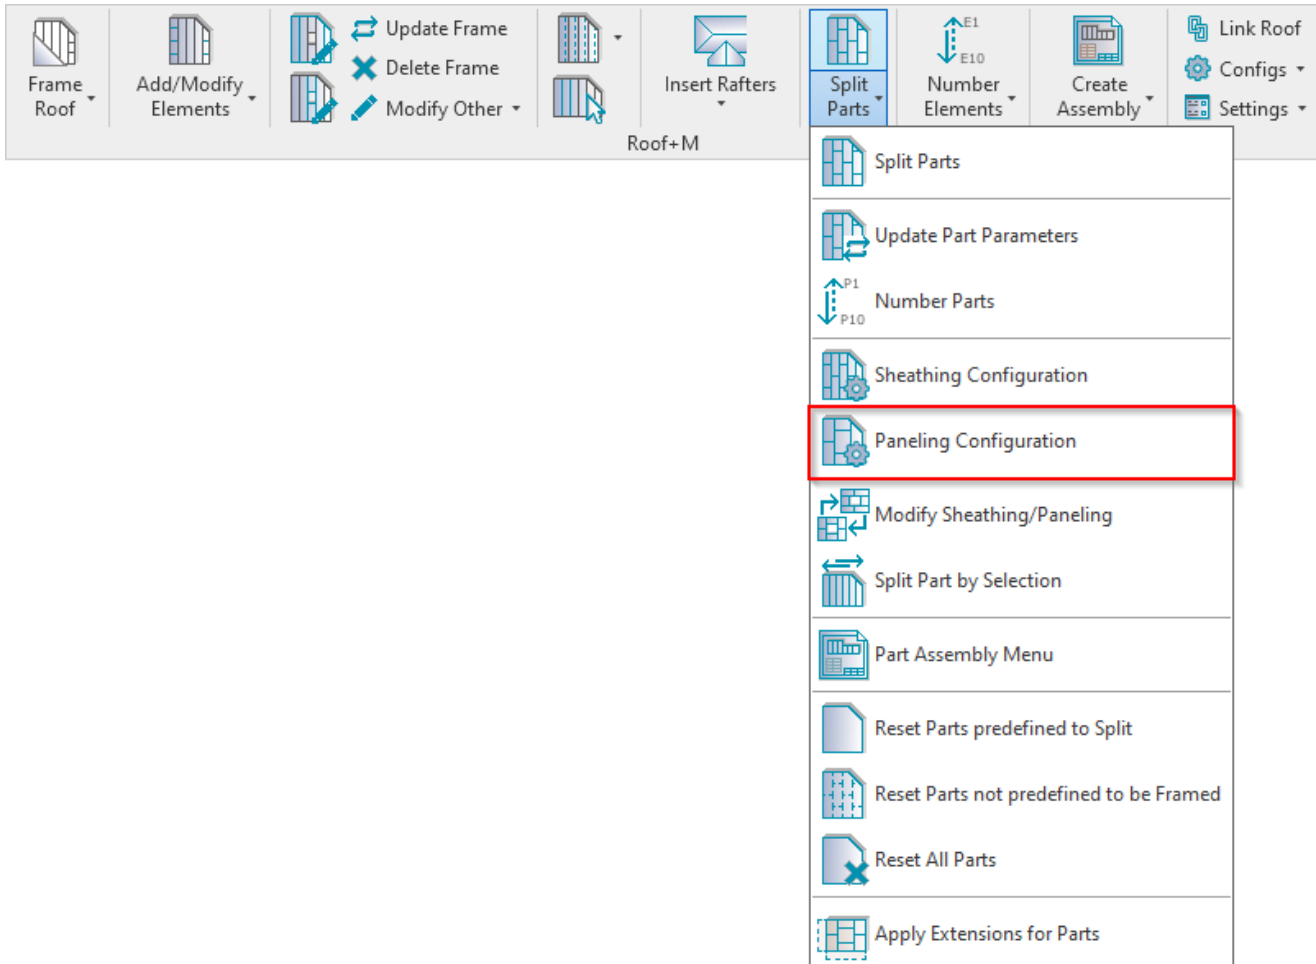 Frame
Roof
Add/Modify
Elements
Update Frame
Delete Frame
Modify Other
Insert Rafters
Split
Parts
E1
E10
Number
Elements
Create
Assembly
Link Roof
Configs
Settings
Roof+M
Split Parts
Update Part Parameters
P1
P10
Number Parts
Sheathing Configuration
Paneling Configuration
Modify Sheathing/Paneling
Split Part by Selection
Part Assembly Menu
Reset Parts predefined to Split
Reset Parts not predefined to be Framed
Reset All Parts
Apply Extensions for Parts